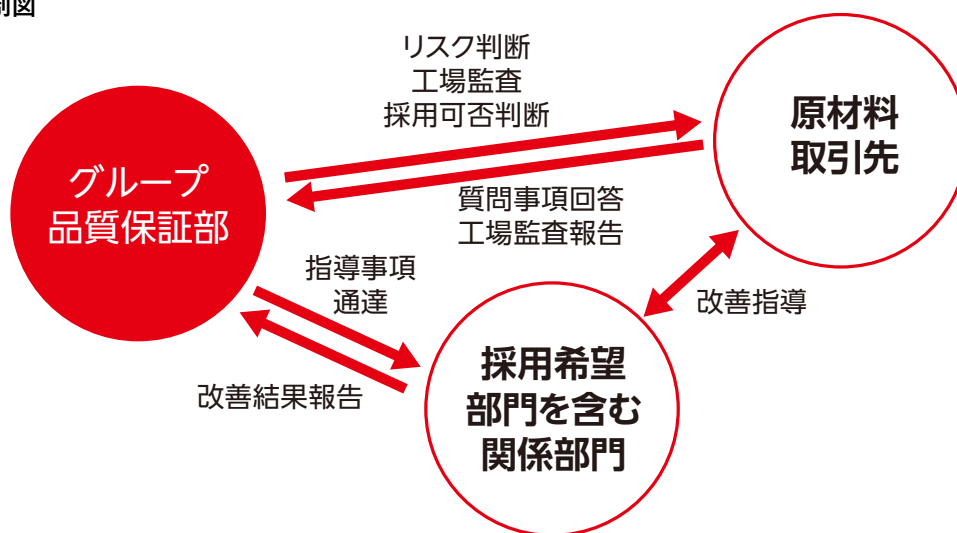 制図
リスク判断
工場監査
採用可否判断
原材料
取引先
グループ
品質保証部
質問事項回答
工場監査報告
指導事項
通達
改善指導
採用希望
部門を含む
関係部門
改善結果報告